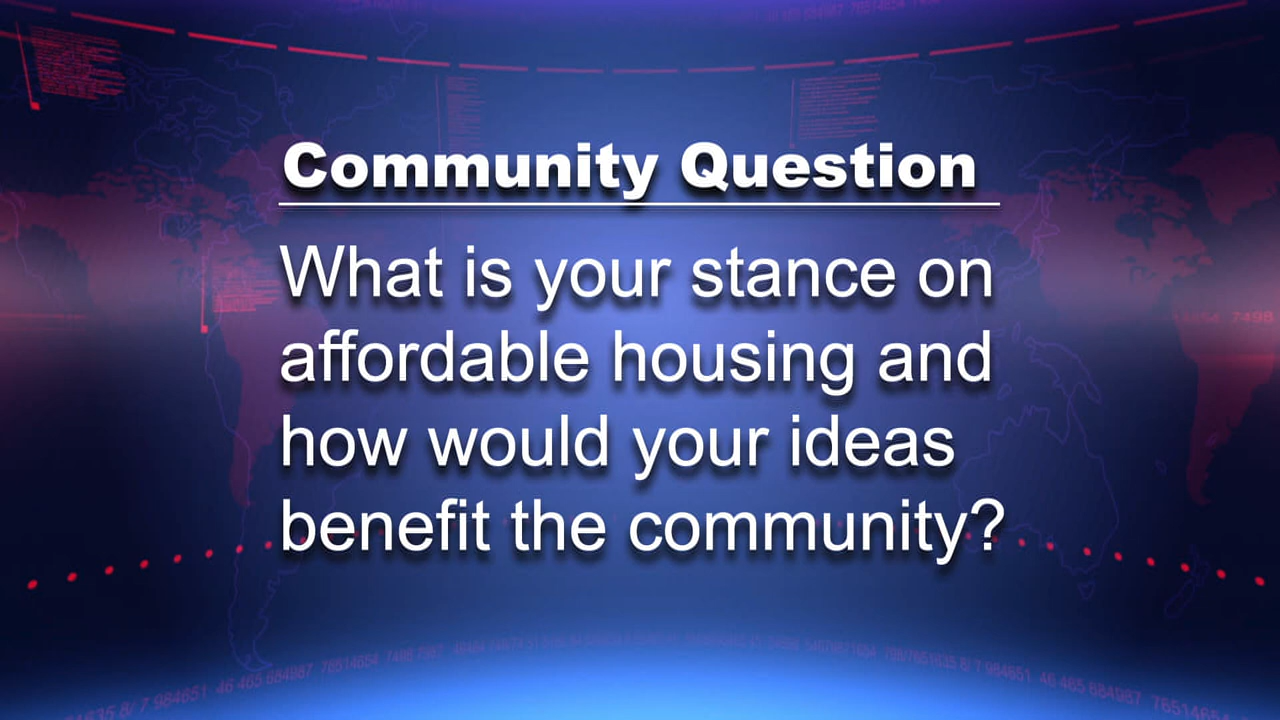 Community Question
What is your stance on
affordable housing and
how would your ideas
benefit the community?